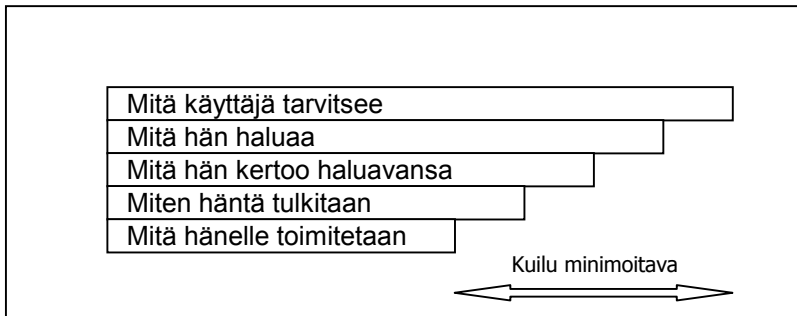 Mitä käyttäjä tarvitsee
Mitä hän haluaa
Mitä hän kertoo haluavansa
Miten häntä tulkitaan
Mitä hänelle toimitetaan
Kuilu minimoitava